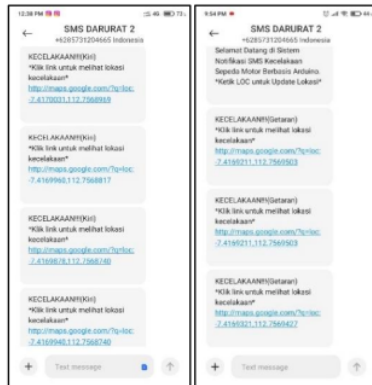 12:38 PM
SMS DARURAT 2
+6285731204665 Indonesia
KECELAKAAN!!!(Kiri)
*Klik link untuk melihat lokasi
kecelakaan*
http://maps.google.com/?q=loc:
-7.4170031,112.7568969
KECELAKAAN!!!(Kiri)
*Klik link untuk melihat lokasi
kecelakaan*
http://maps.google.com/?q=loc:
-7.4169960,112.7568817
KECELAKAAN!!!(Kiri)
*Klik link untuk melihat lokasi
kecelakaan*
http://maps.google.com/?q=loc:
-7.4169878,112.7568740
KECELAKAAN!!!(Kiri)
*Klik link untuk melihat lokasi
kecelakaan*
http://maps.google.com/?q=loc:
-7.4169940,112.7568740
Text message
9:54 PM
SMS DARURAT 2
+6285731204665 Indonesia
Selamat Datang di Sistem
Notifikasi SMS Kecelakaan
Sepeda Motor Berbasis Arduino.
*Ketik LOC untuk Update Lokasi*
KECELAKAAN!!!(Getaran)
*Klik link untuk melihat lokasi
kecelakaan*
http://maps.google.com/?q=loc:
-7.4169211,112.7569503
KECELAKAAN!!!(Getaran)
*Klik link untuk melihat lokasi
kecelakaan*
http://maps.google.com/?q=loc:
-7.4169211,112.7569503
KECELAKAAN!!!(Getaran)
*Klik link untuk melihat lokasi
kecelakaan*
http://maps.google.com/?q=loc:
-7.4169321,112.7569427
Text message